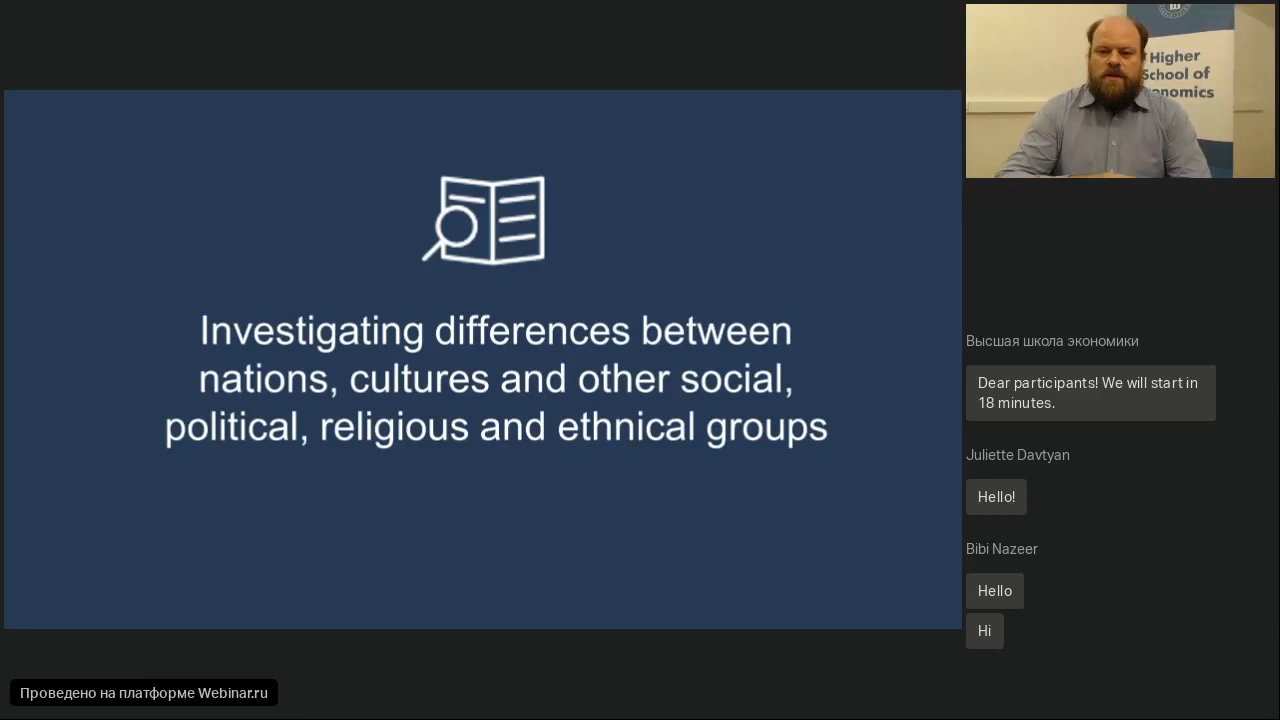 Investigating differences between
nations, cultures and other social,
political, religious and ethnical groups
Higher
School of
onomics
Высшая школа экономики
Dear participants! We will start in
18 minutes.
Juliette Davtyan
Hello!
Bibi Nazeer
Hello
Hi
Проведено на платформе Webinar.ru